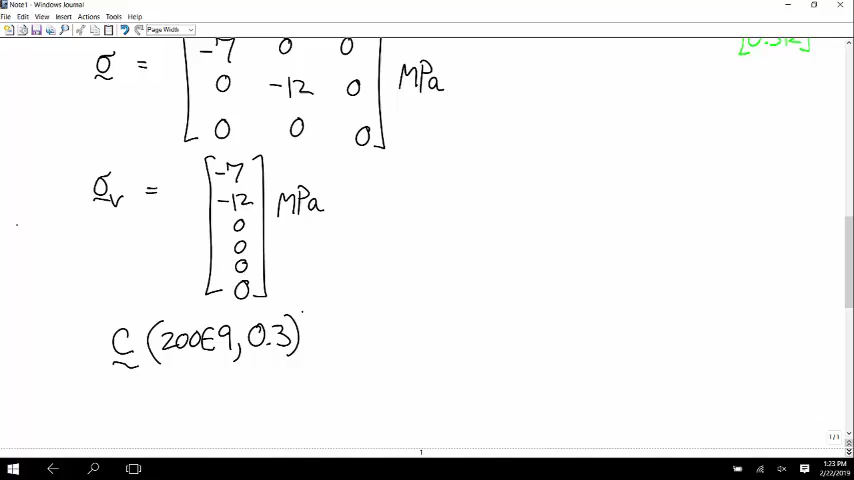 Note1 - Windows Journal
File Edit View Insert Actions Tools Help
Page Width
σ = [ -7 0 0
0 -12 0
0 0 0 ] MPa
σv = [ -7
-12
0
0
0
0 ] MPa
C (200E9, 0.3)
1/1
1
1:23 PM
2/22/2019